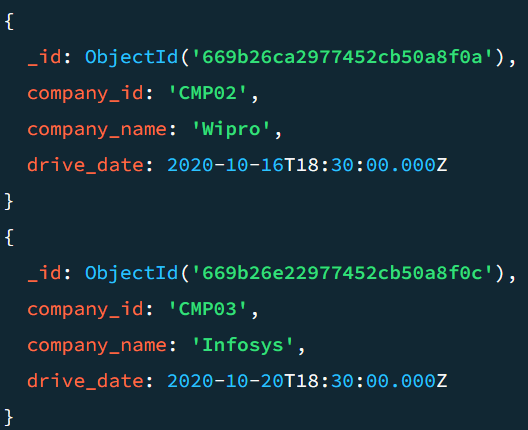 {
  _id: ObjectId('669b26ca2977452cb50a8f0a'),
  company_id: 'CMP02',
  company_name: 'Wipro',
  drive_date: 2020-10-16T18:30:00.000Z
}
{
  _id: ObjectId('669b26e22977452cb50a8f0c'),
  company_id: 'CMP03',
  company_name: 'Infosys',
  drive_date: 2020-10-20T18:30:00.000Z
}